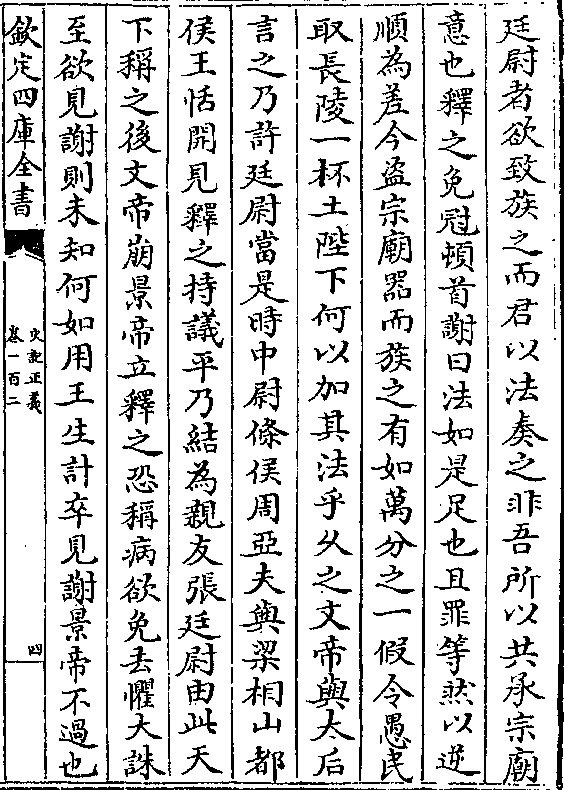 廷尉者欲致族之而君以法奏之非吾所以共承宗廟
意也釋之免冠頓首謝曰法如是足也且罪等然以逆
順為差今盗宗廟器而族之有如萬分之一假令愚民
取長陵一杯土陛下何以加其法乎乆之文帝與太后
言之乃許廷尉當是時中尉條侯周亞夫與梁相山都
侯王恬開見釋之持議平乃結為親友張廷尉由此天
下稱之後文帝崩景帝立釋之恐稱病欲免去懼大誅
至欲見謝則未知何如用王生計卒見謝景帝不過也
欽定四庫全書
史記正義
卷一百二
四